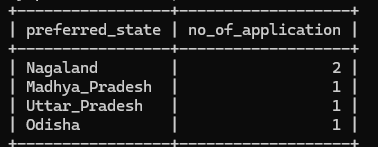 | preferred_state | no_of_application |
| Nagaland | 2 |
| Madhya_Pradesh | 1 |
| Uttar_Pradesh | 1 |
| Odisha | 1 |